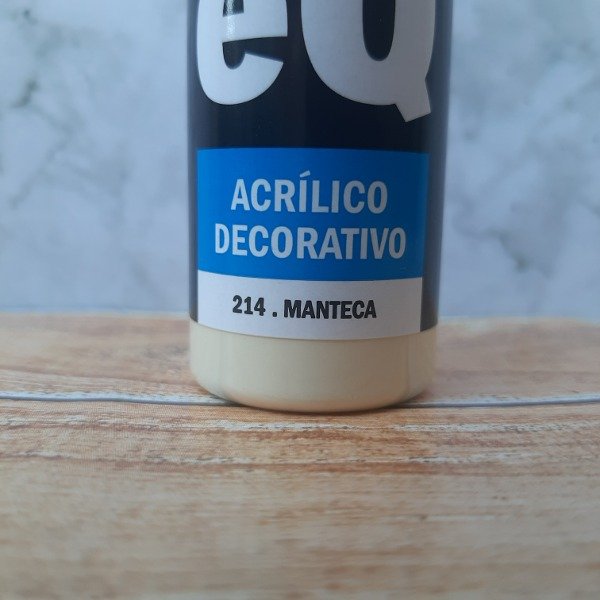 eQ
ACRÍLICO
DECORATIVO
214 . MANTECA